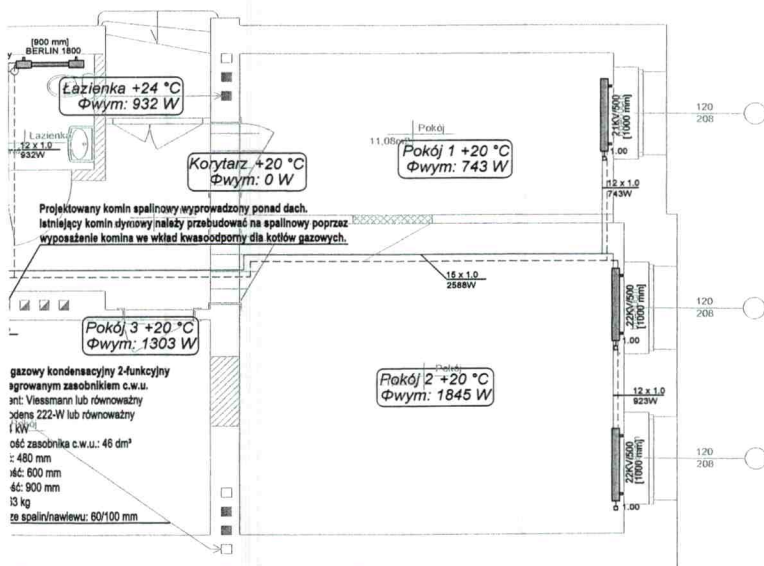 [900 mm]
BERLIN 1800
Łazienka +24 °C
Φwym: 932 W
Łazienka
12 x 1.0
932W
Korytarz +20 °C
Φwym: 0 W
Pokój
11,08m²
Pokój 1 +20 °C
Φwym: 743 W
21KV/500
[1000 mm]
1.00
12 x 1.0
743W
120
208
Projektowany komin spalinowy wyprowadzony ponad dach.
Istniejący komin dymowy należy przebudować na spalinowy poprzez
wyposażenie komina we wkład kwasoodporny dla kotłów gazowych.
15 x 1.0
2588W
22KV/500
[1000 mm]
1.00
120
208
Pokój 3 +20 °C
Φwym: 1303 W
Pokój
Pokój 2 +20 °C
Φwym: 1845 W
12 x 1.0
923W
22KV/500
[1000 mm]
1.00
120
208
gazowy kondensacyjny 2-funkcyjny
egrowanym zasobnikiem c.w.u.
ent: Viessmann lub równoważny
odens 222-W lub równoważny
kW
Pokój
ość zasobnika c.w.u.: 46 dm³
: 480 mm
ość: 600 mm
ść: 900 mm
33 kg
ze spalin/nawiewu: 60/100 mm